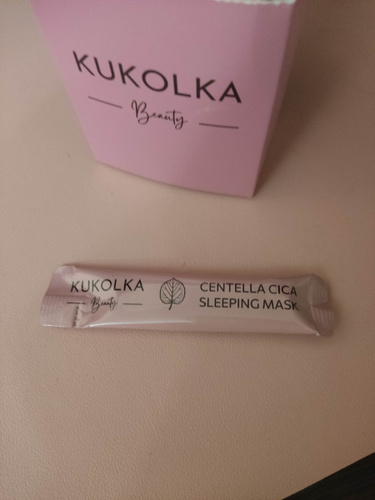 KUKOLKA
Beauty
KUKOLKA
Beauty
CENTELLA CICA
SLEEPING MASK